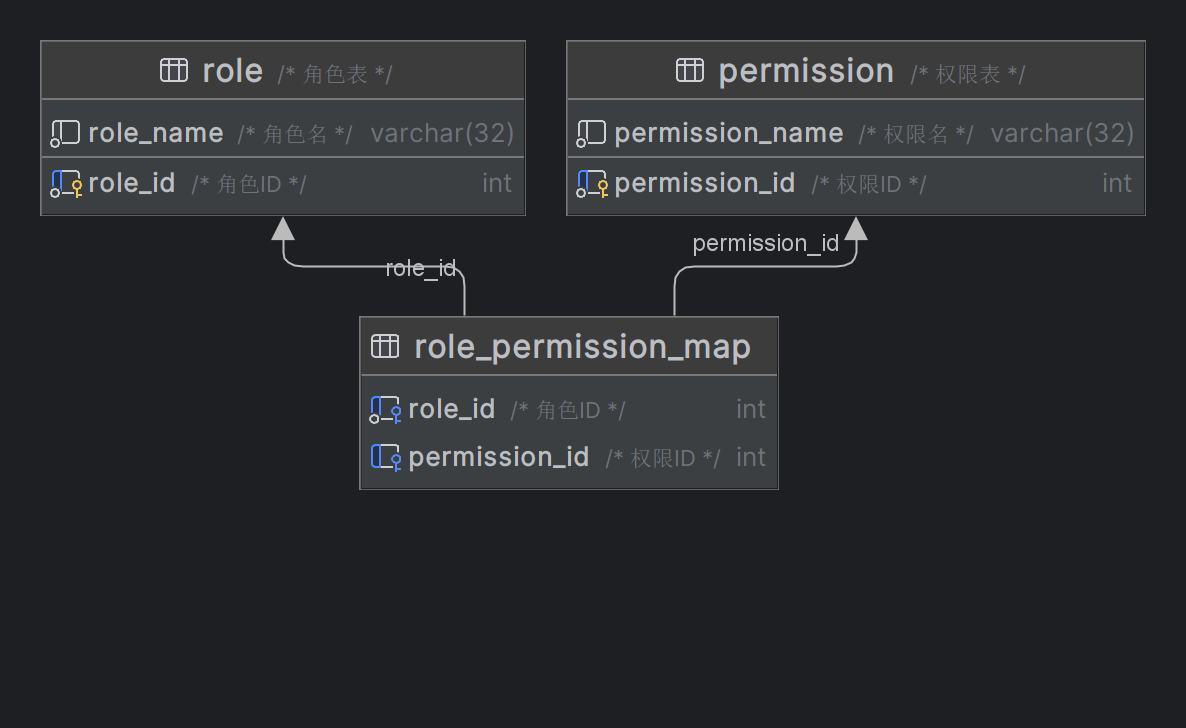 role /* 角色表 */
role_name /* 角色名 */ varchar(32)
role_id /* 角色ID */ int
permission /* 权限表 */
permission_name /* 权限名 */ varchar(32)
permission_id /* 权限ID */ int
role_id
permission_id
role_permission_map
role_id /* 角色ID */ int
permission_id /* 权限ID */ int